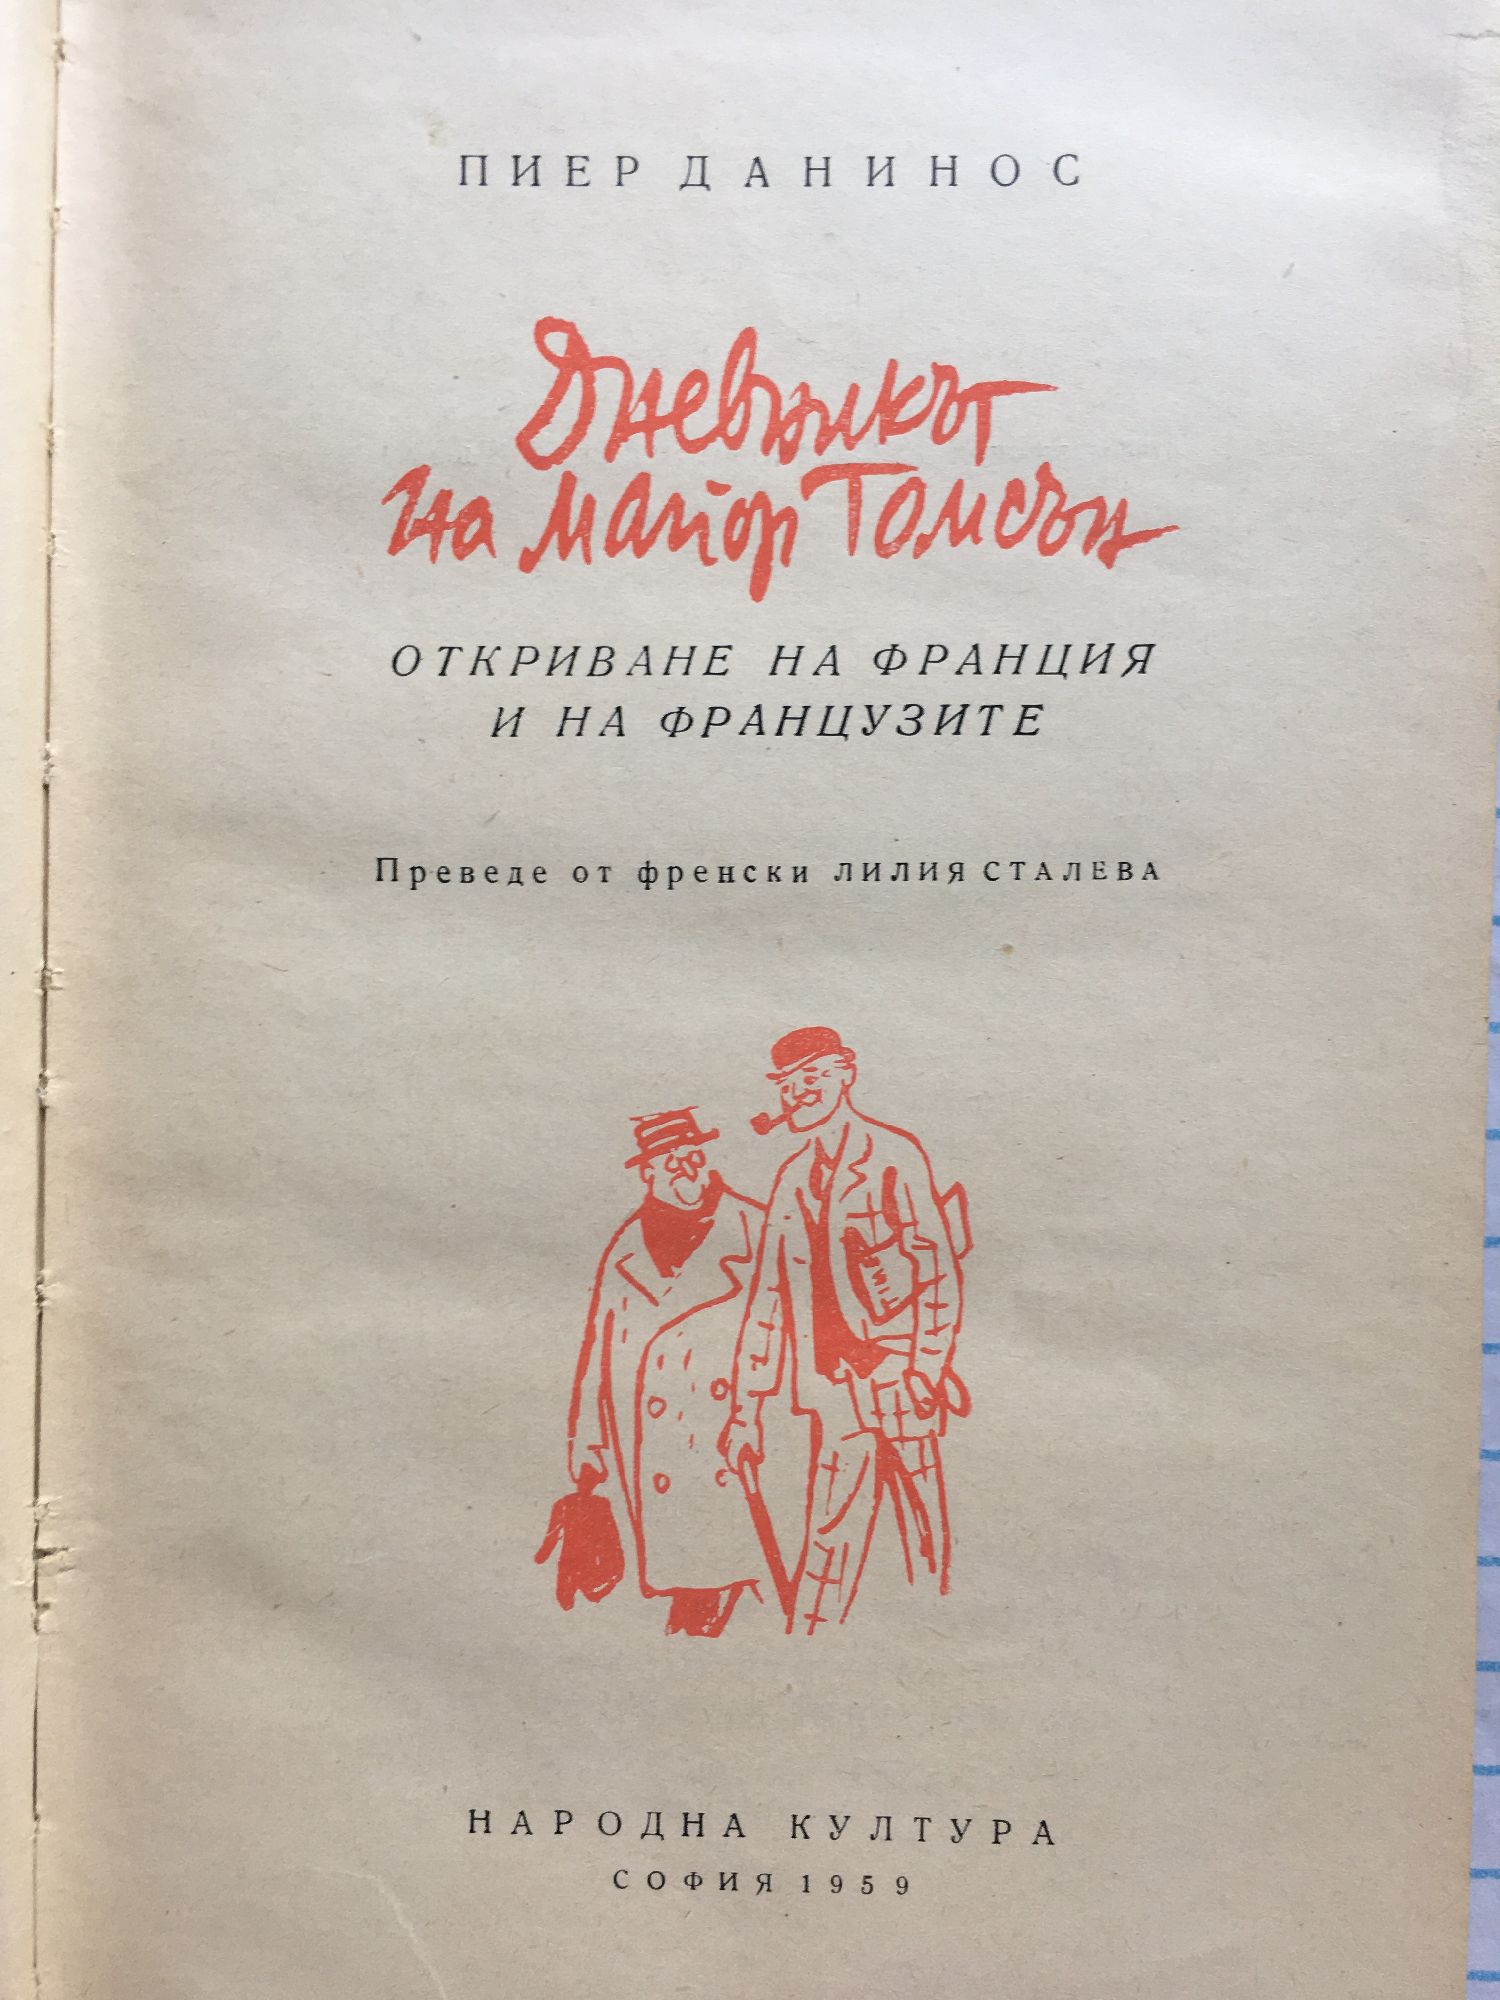 ПИЕР ДАНИНОС
Дневникът
на майор Томсън
ОТКРИВАНЕ НА ФРАНЦИЯ
И НА ФРАНЦУЗИТЕ
Преведе от френски ЛИЛИЯ СТАЛЕВА
TIMES
НАРОДНА КУЛТУРА
СОФИЯ 1959